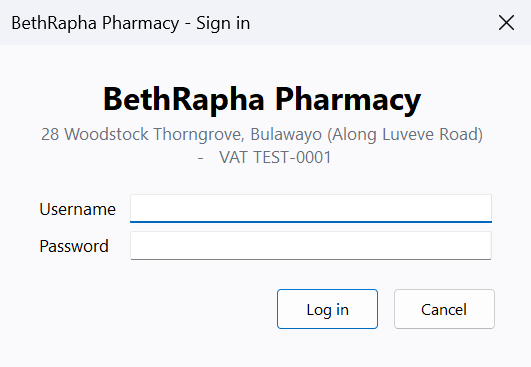 BethRapha Pharmacy - Sign in
BethRapha Pharmacy
28 Woodstock Thorngrove, Bulawayo (Along Luveve Road)
- VAT TEST-0001
Username
Password
Log in
Cancel